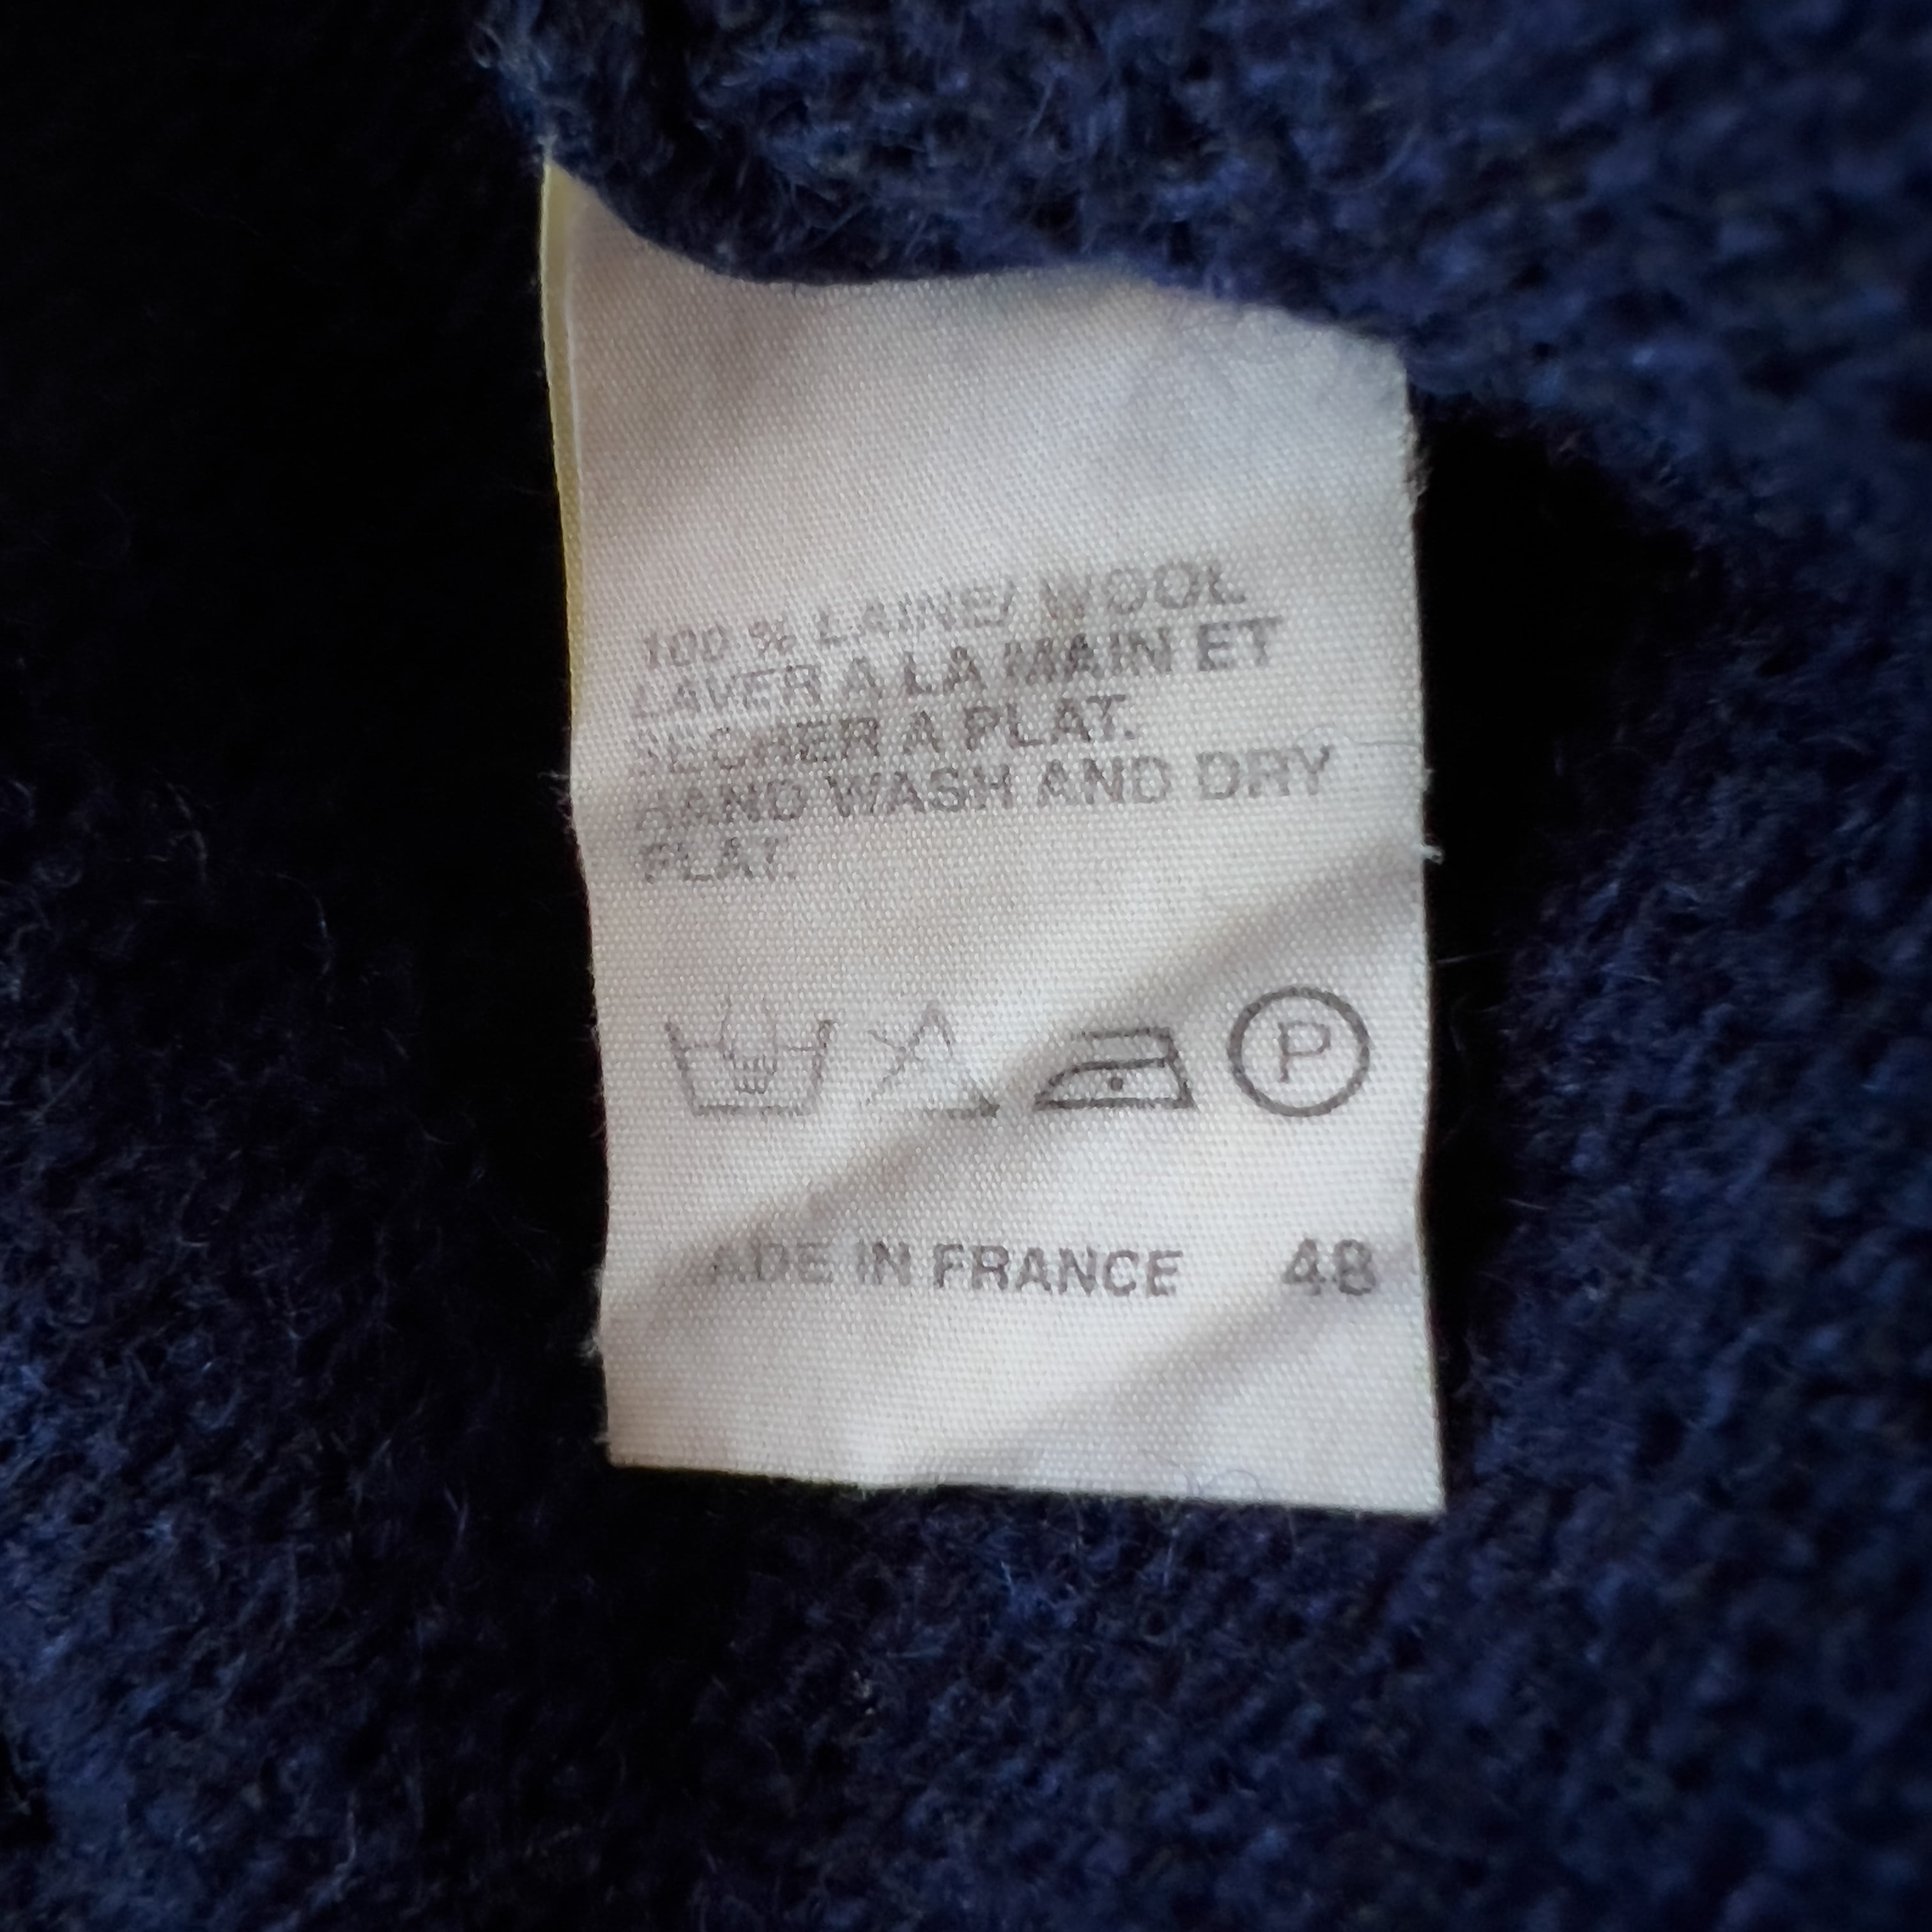 100 % LAINE/ WOOL
LAVER A LA MAIN ET
SECHER A PLAT.
HAND WASH AND DRY
FLAT.
P
MADE IN FRANCE 48